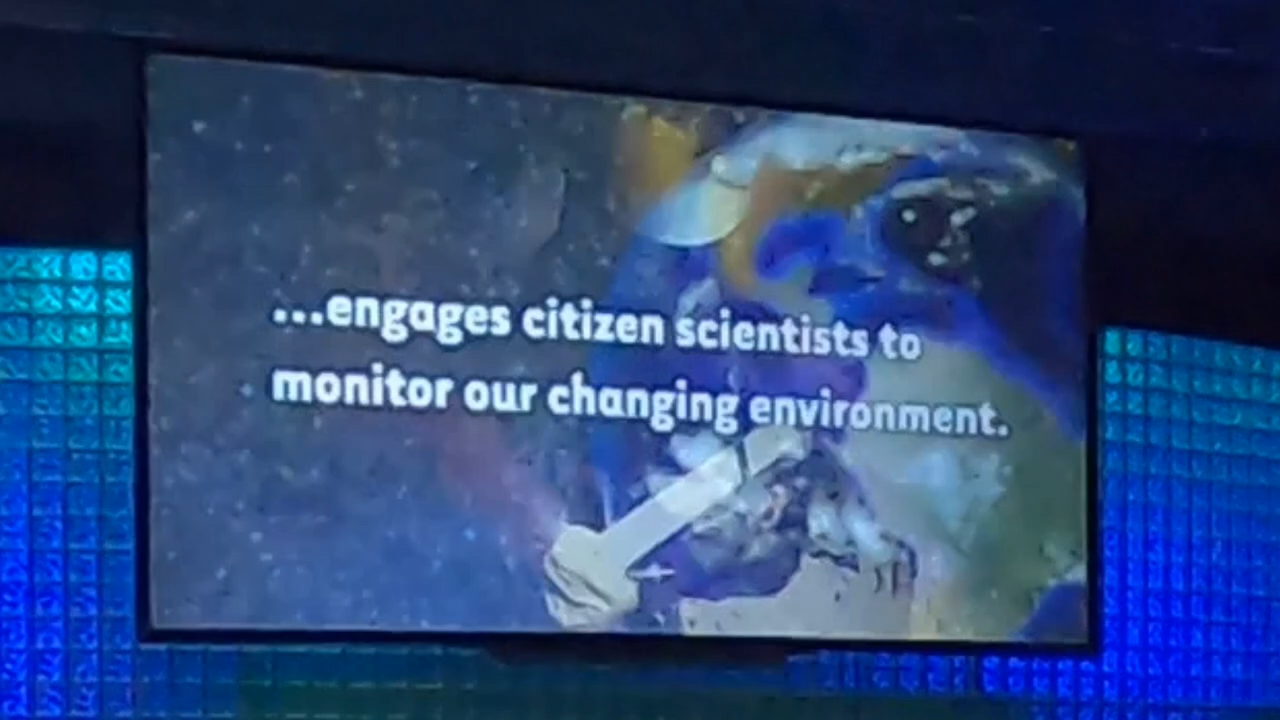 ...engages citizen scientists to
monitor our changing environment.